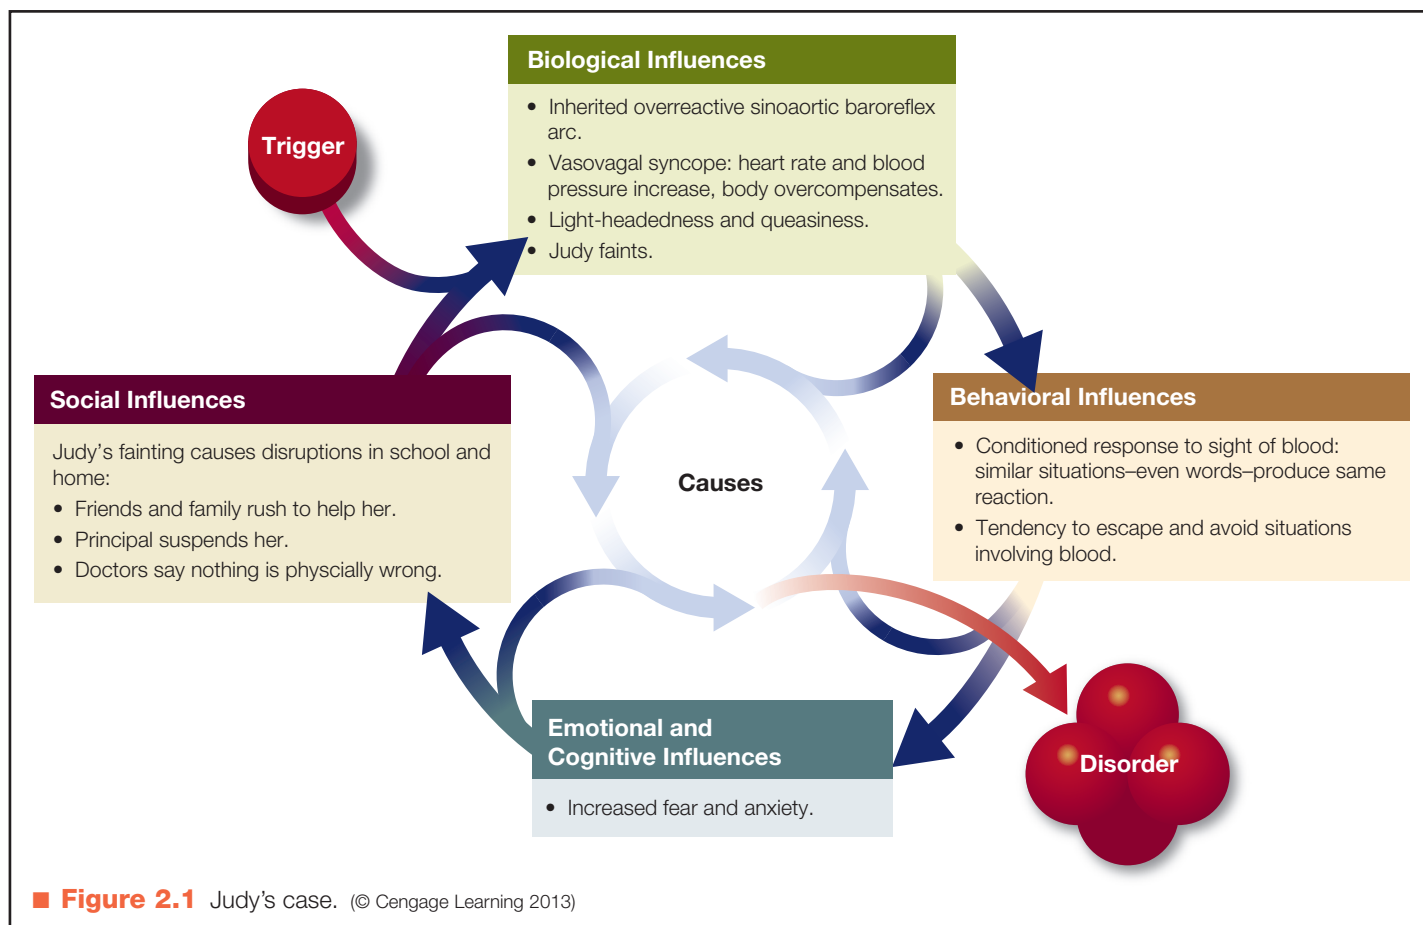 Biological Influences
• Inherited overreactive sinoaortic baroreflex
arc.
• Vasovagal syncope: heart rate and blood
pressure increase, body overcompensates.
• Light-headedness and queasiness.
• Judy faints.
Trigger
Social Influences
Judy’s fainting causes disruptions in school and
home:
• Friends and family rush to help her.
• Principal suspends her.
• Doctors say nothing is physcially wrong.
Causes
Behavioral Influences
• Conditioned response to sight of blood:
similar situations–even words–produce same
reaction.
• Tendency to escape and avoid situations
involving blood.
Emotional and
Cognitive Influences
• Increased fear and anxiety.
Disorder
■ Figure 2.1 Judy’s case. (© Cengage Learning 2013)